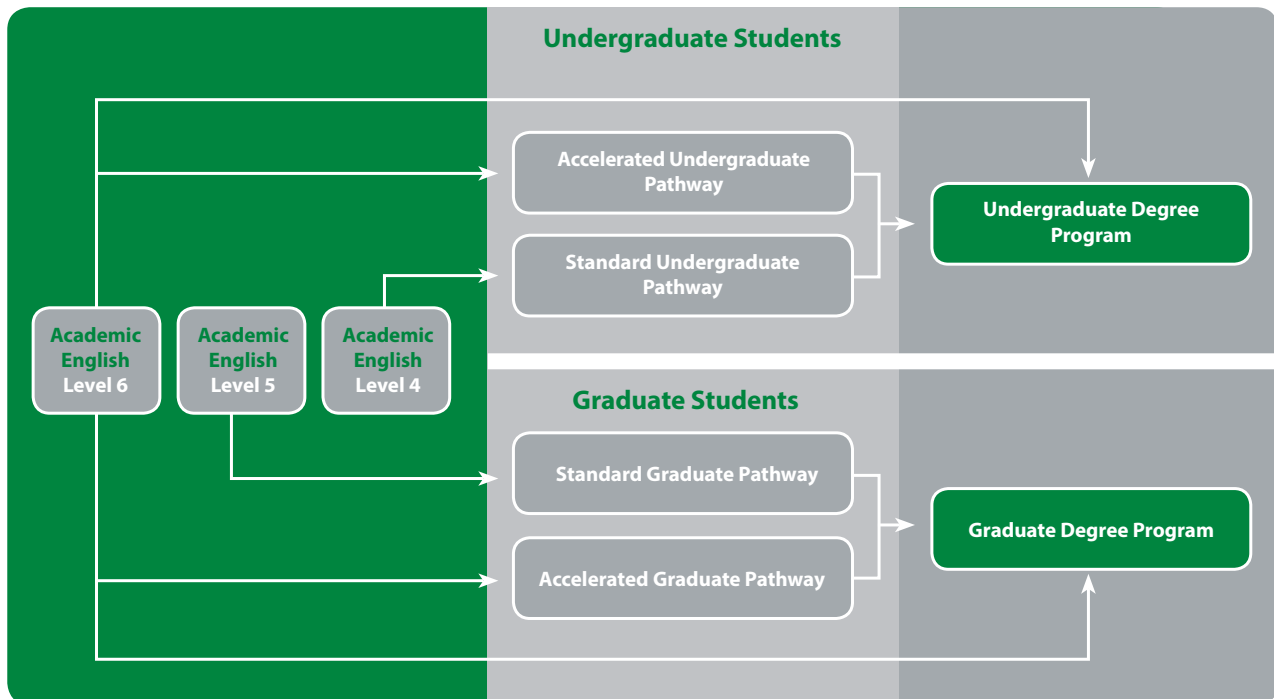 Undergraduate Students
Accelerated Undergraduate
Pathway
Undergraduate Degree
Program
Standard Undergraduate
Pathway
Academic
English
Level 6
Academic
English
Level 5
Academic
English
Level 4
Graduate Students
Standard Graduate Pathway
Graduate Degree Program
Accelerated Graduate Pathway